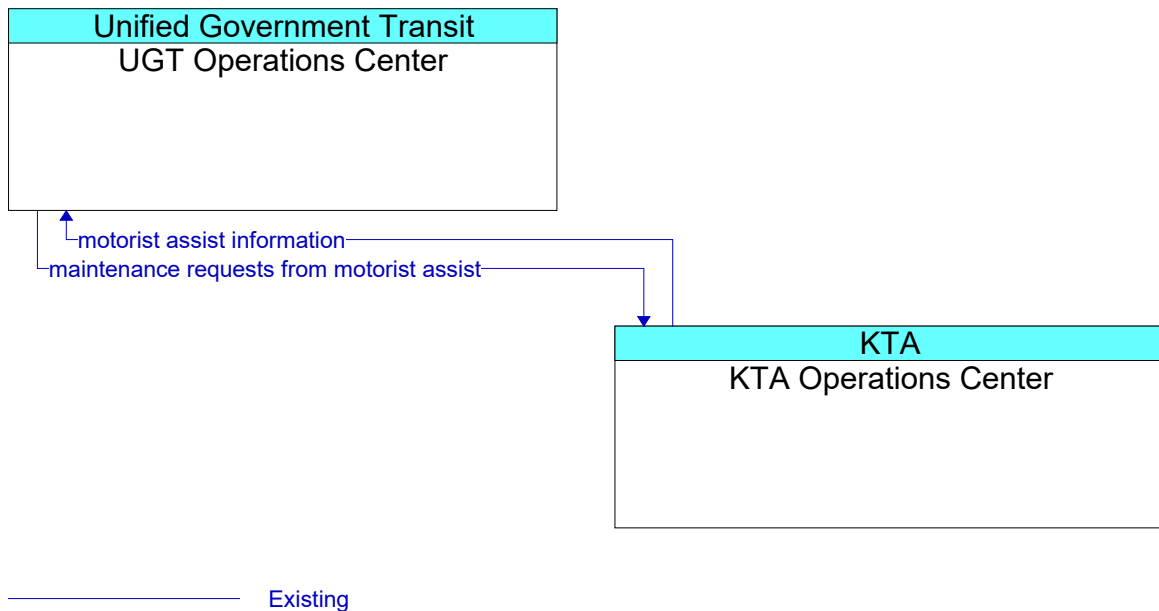 Unified Government Transit
UGT Operations Center
motorist assist information
maintenance requests from motorist assist
KTA
KTA Operations Center
Existing